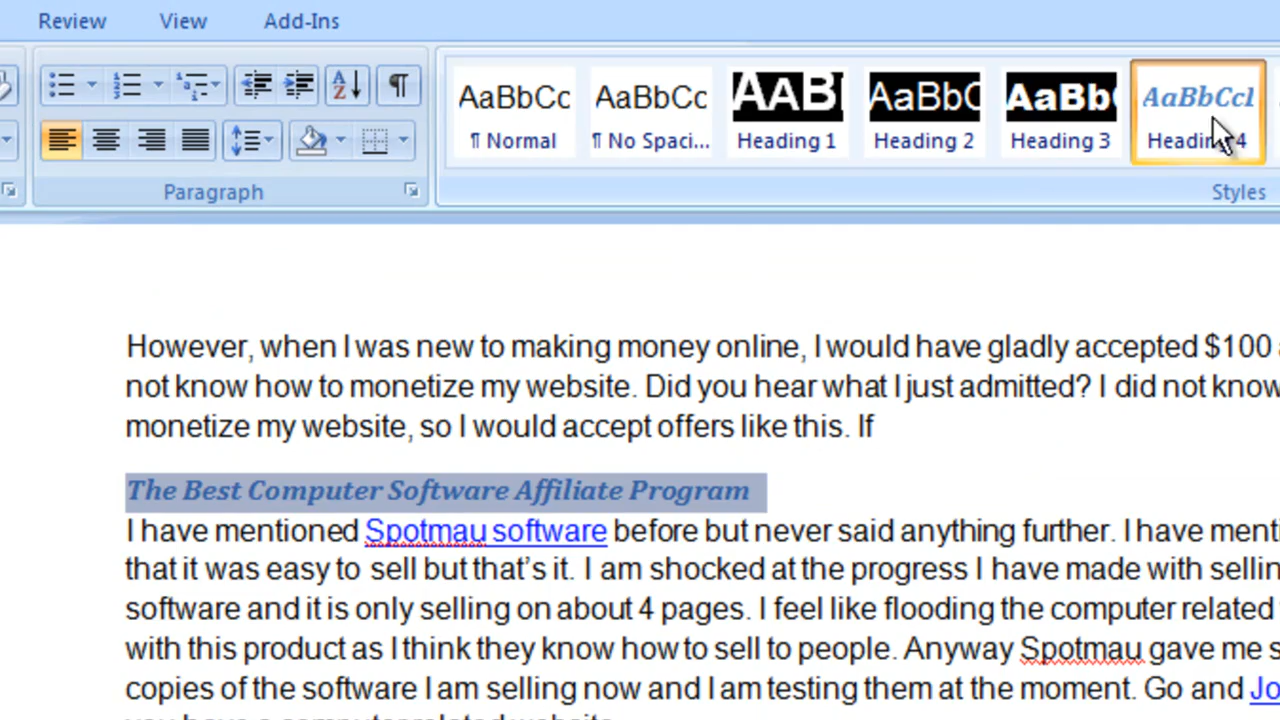 Review View Add-Ins
AaBbCc AaBbCc AABI AaBbC AaBb AaBbCcI
¶ Normal ¶ No Spaci... Heading 1 Heading 2 Heading 3 Heading 4
Paragraph Styles
However, when I was new to making money online, I would have gladly accepted $100
not know how to monetize my website. Did you hear what I just admitted? I did not know
monetize my website, so I would accept offers like this. If
The Best Computer Software Affiliate Program
I have mentioned Spotmau software before but never said anything further. I have menti
that it was easy to sell but that's it. I am shocked at the progress I have made with sellin
software and it is only selling on about 4 pages. I feel like flooding the computer related
with this product as I think they know how to sell to people. Anyway Spotmau gave me s
copies of the software I am selling now and I am testing them at the moment. Go and Jo
you have a computer related website